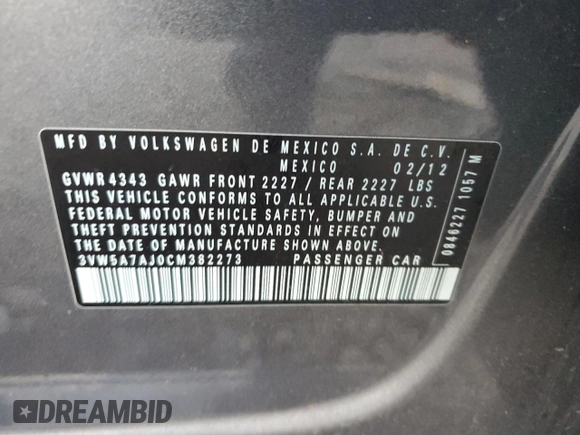 MFD BY VOLKSWAGEN DE MEXICO S.A. DE C.V.
MEXICO 02/12
GVWR 4343 GAWR FRONT 2227 / REAR 2227 LBS
THIS VEHICLE CONFORMS TO ALL APPLICABLE U.S.
FEDERAL MOTOR VEHICLE SAFETY, BUMPER AND
THEFT PREVENTION STANDARDS IN EFFECT ON
THE DATE OF MANUFACTURE SHOWN ABOVE
3VW5A7AJ0CM382273 PASSENGER CAR
0846227 1057 M
DREAMBID